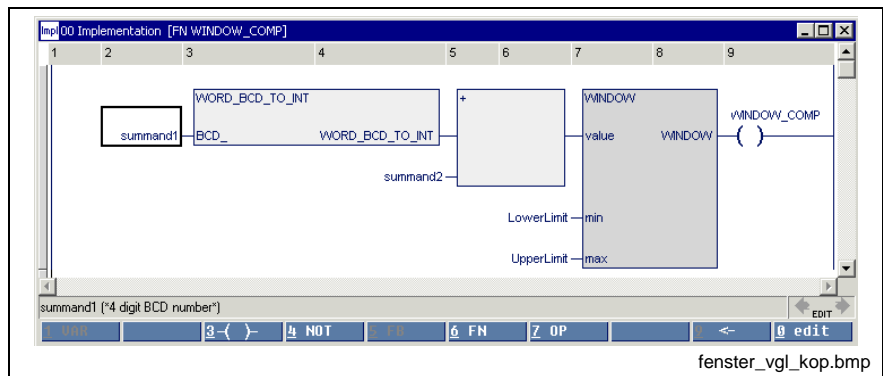 Impl 00 Implementation [FN WINDOW_COMP]
1 2 3 4 5 6 7 8 9
WORD_BCD_TO_INT + WINDOW
WINDOW_COMP
summand1 BCD_ WORD_BCD_TO_INT value WINDOW ( )
summand2
LowerLimit min
UpperLimit max
summand1 (*4 digit BCD number*) EDIT
1 VAR 3-( )- 4 NOT 5 FB 6 FN 7 OP 9 <- 0 edit
fenster_vgl_kop.bmp